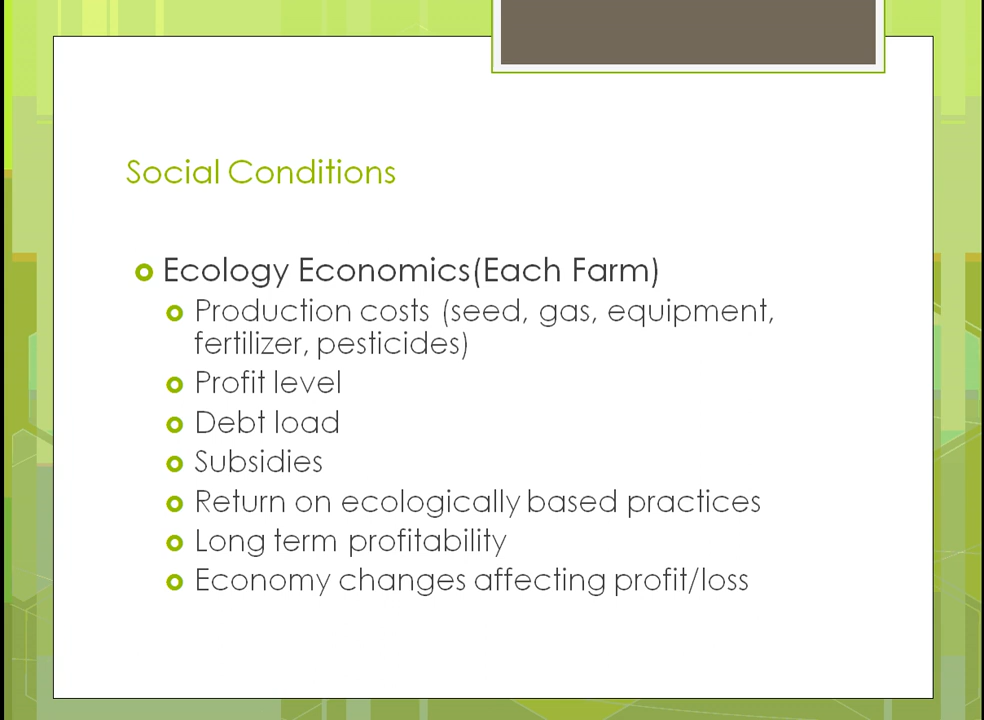 Social Conditions
Ecology Economics(Each Farm)
Production costs (seed, gas, equipment,
fertilizer, pesticides)
Profit level
Debt load
Subsidies
Return on ecologically based practices
Long term profitability
Economy changes affecting profit/loss